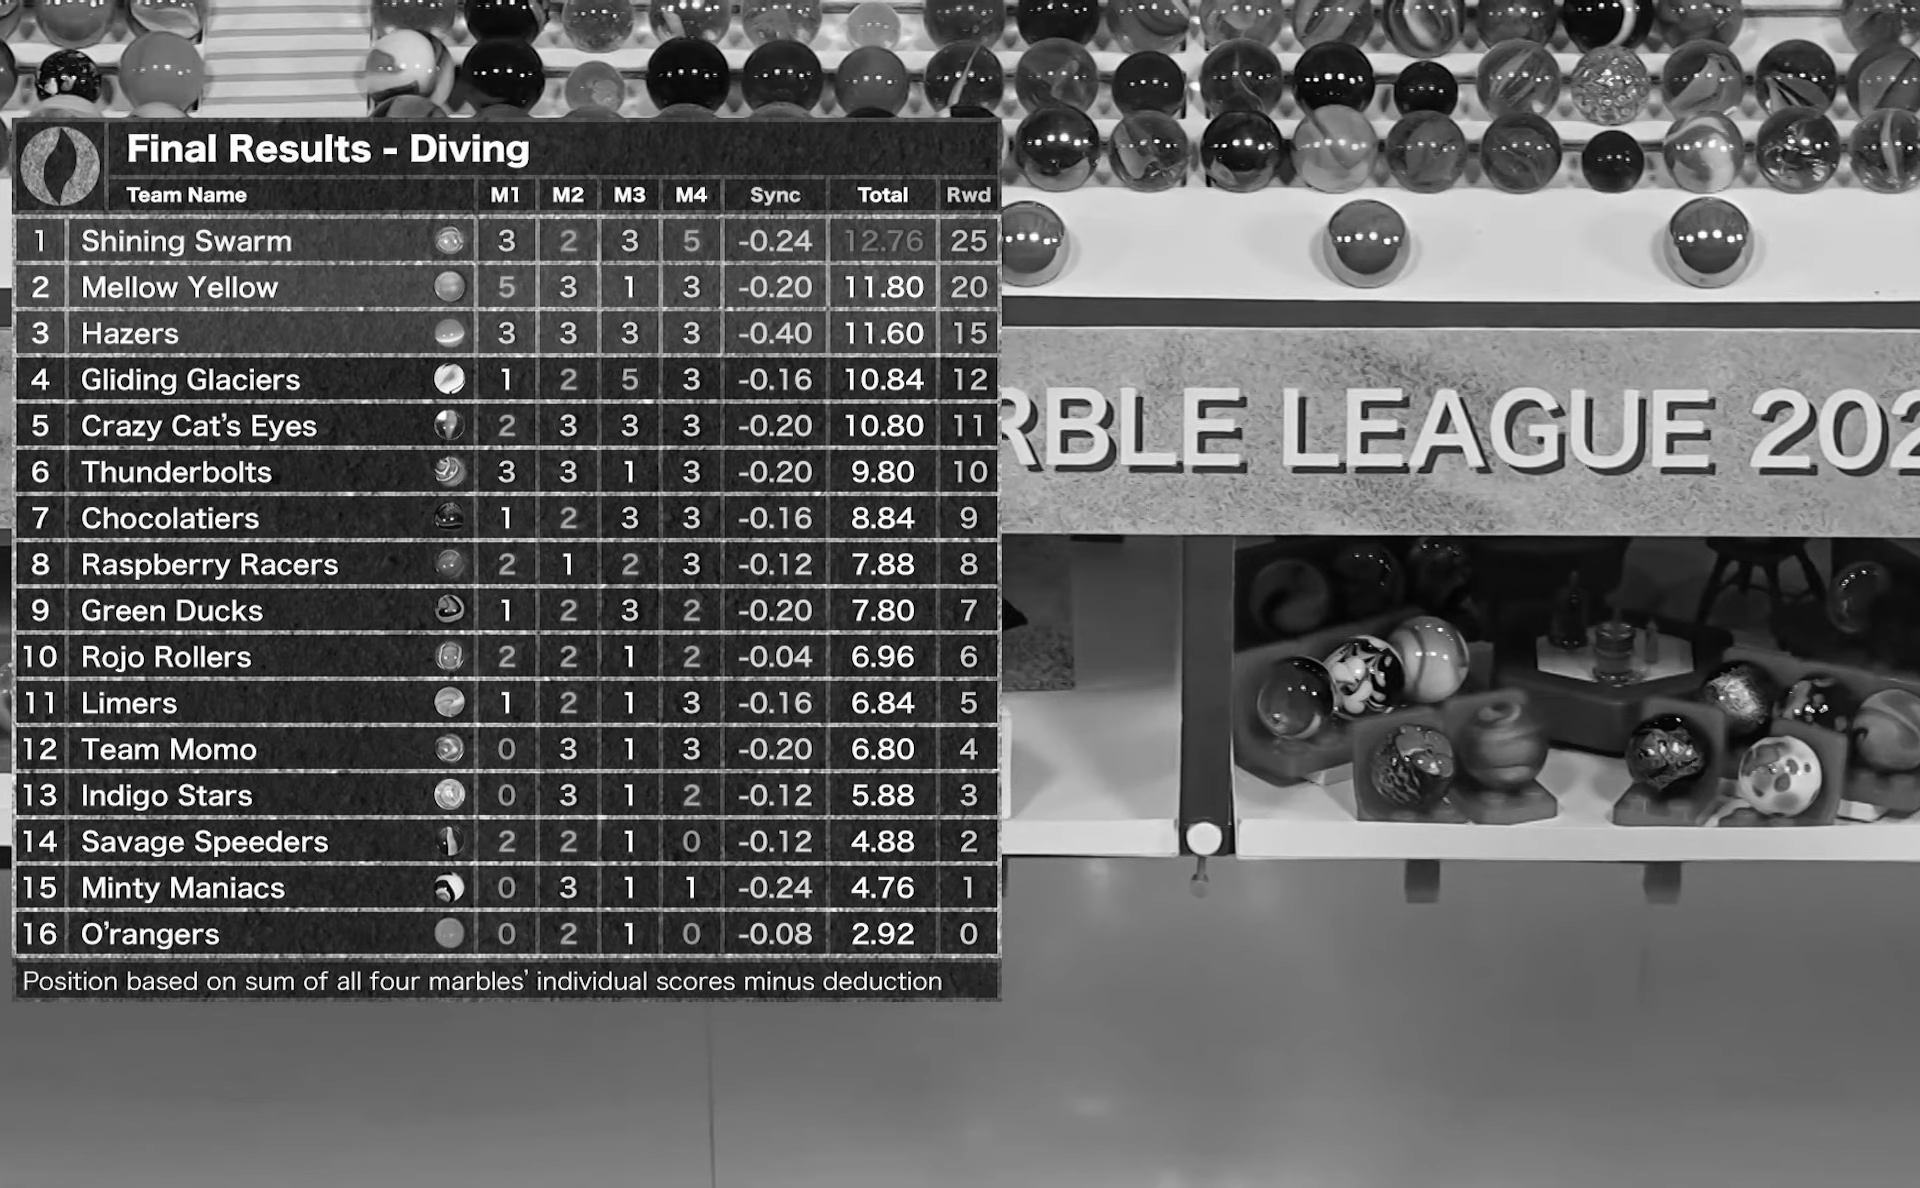 Final Results - Diving
Team Name M1 M2 M3 M4 Sync Total Rwd
1 Shining Swarm 3 2 3 5 -0.24 12.76 25
2 Mellow Yellow 5 3 1 3 -0.20 11.80 20
3 Hazers 3 3 3 3 -0.40 11.60 15
4 Gliding Glaciers 1 2 5 3 -0.16 10.84 12
5 Crazy Cat's Eyes 2 3 3 3 -0.20 10.80 11
6 Thunderbolts 3 3 1 3 -0.20 9.80 10
7 Chocolatiers 1 2 3 3 -0.16 8.84 9
8 Raspberry Racers 2 1 2 3 -0.12 7.88 8
9 Green Ducks 1 2 3 2 -0.20 7.80 7
10 Rojo Rollers 2 2 1 2 -0.04 6.96 6
11 Limers 1 2 1 3 -0.16 6.84 5
12 Team Momo 0 3 1 3 -0.20 6.80 4
13 Indigo Stars 0 3 1 2 -0.12 5.88 3
14 Savage Speeders 2 2 1 0 -0.12 4.88 2
15 Minty Maniacs 0 3 1 1 -0.24 4.76 1
16 O'rangers 0 2 1 0 -0.08 2.92 0
Position based on sum of all four marbles' individual scores minus deduction
RBLE LEAGUE 202